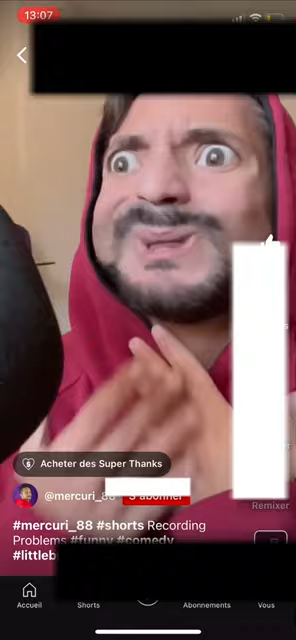 13:07
Acheter des Super Thanks
@mercuri_88
S'abonner
Remixer
#mercuri_88 #shorts Recording
Problems #funny #comedy
Accueil
Shorts
Abonnements
Vous